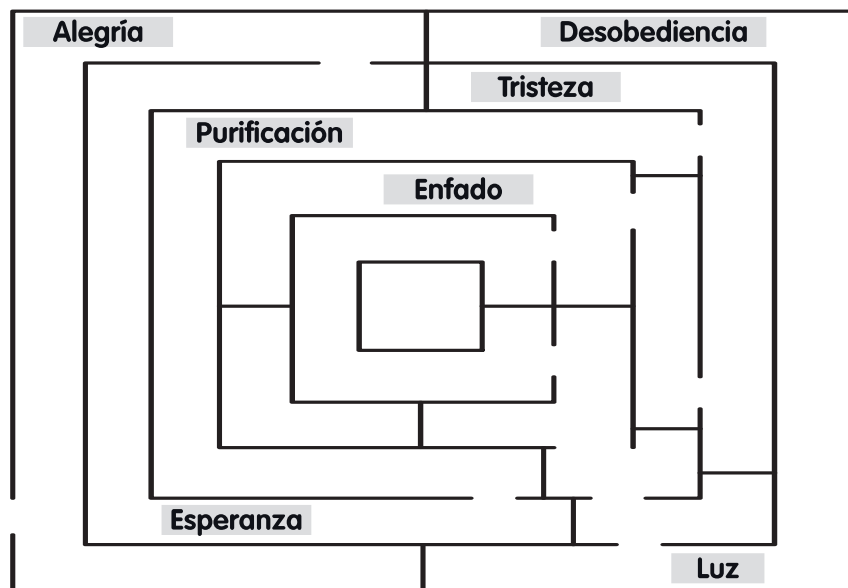 Alegría
Desobediencia
Tristeza
Purificación
Enfado
Esperanza
Luz